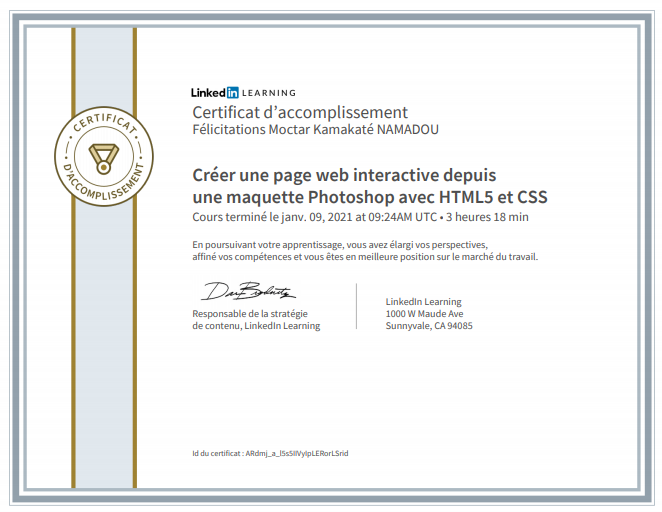 CERTIFICAT
D'ACCOMPLISSEMENT
LinkedIn LEARNING
Certificat d'accomplissement
Félicitations Moctar Kamakaté NAMADOU
Créer une page web interactive depuis
une maquette Photoshop avec HTML5 et CSS
Cours terminé le janv. 09, 2021 at 09:24AM UTC • 3 heures 18 min
En poursuivant votre apprentissage, vous avez élargi vos perspectives,
affiné vos compétences et vous êtes en meilleure position sur le marché du travail.
Responsable de la stratégie
de contenu, LinkedIn Learning
LinkedIn Learning
1000 W Maude Ave
Sunnyvale, CA 94085
Id du certificat :